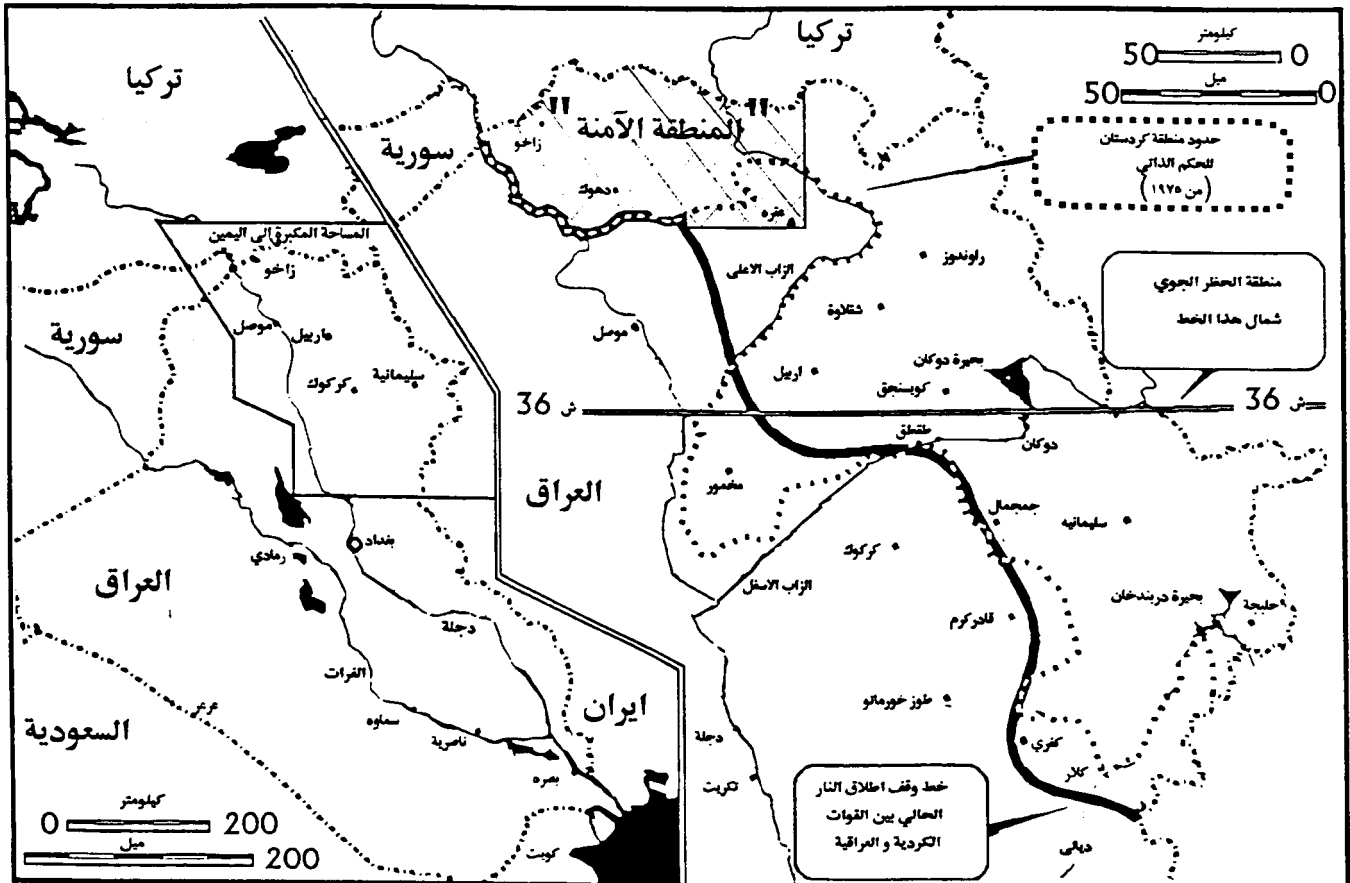 تركيا
سورية
المساحة المكبرة إلى اليمين
زاخو
موصل
اربيل
سليمانية
كركوك
سورية
العراق
بغداد
رمادي
دجلة
الفرات
سماوه
ناصرية
بصره
ايران
عرعر
السعودية
كويت
كيلومتر
0 200
ميل
200
تركيا
كيلومتر
50 0
ميل
50 0
"المنطقة الآمنة"
زاخو
دهوك
عقره
حدود منطقة كردستان
للحكم الذاتي
(من ١٩٧٥)
الزاب الاعلى
راوندوز
شقلاوة
موصل
اربيل
كويسنجق
بحيرة دوكان
منطقة الحظر الجوي
شمال هذا الخط
36 ش
36 ش
طقطق
دوكان
العراق
مخمور
جمجمال
سليمانيه
كركوك
الزاب الاسفل
بحيرة دربندخان
حلبجة
قادركرم
طوز خورماتو
دجلة
تكريت
كفري
كلار
خط وقف اطلاق النار
الحالي بين القوات
الكردية و العراقية
ديالى